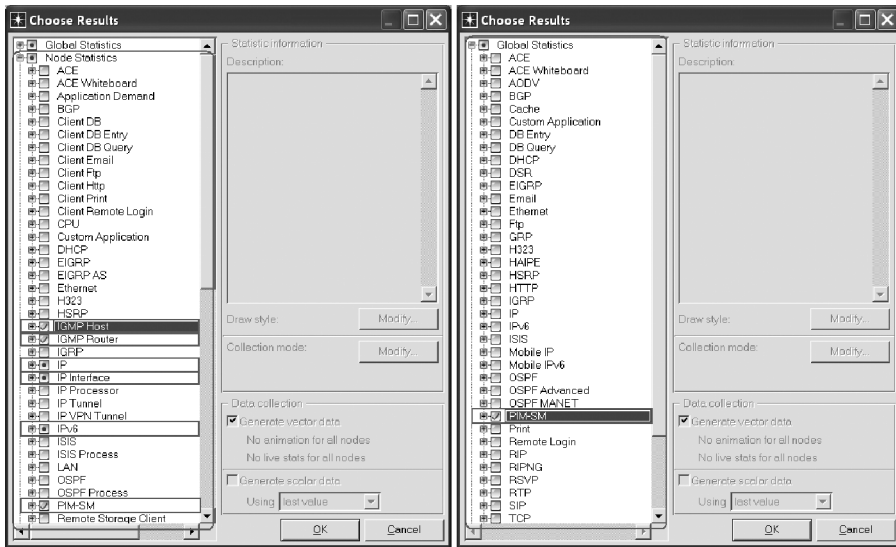 Choose Results
Global Statistics
Node Statistics
ACE
ACE Whiteboard
Application Demand
BGP
Client DB
Client DB Entry
Client DB Query
Client Email
Client Ftp
Client Http
Client Print
Client Remote Login
CPU
Custom Application
DHCP
EIGRP
EIGRP AS
Ethernet
H323
HSRP
IGMP Host
IGMP Router
IGRP
IP
IP Interface
IP Processor
IP Tunnel
IP VPN Tunnel
IPv6
ISIS
ISIS Process
LAN
OSPF
OSPF Process
PIM-SM
Remote Storage Client
Statistic information
Description:
Draw style:
Modify...
Collection mode:
Modify...
Data collection
Generate vector data
No animation for all nodes
No live stats for all nodes
Generate scalar data
Using last value
OK
Cancel
Choose Results
Global Statistics
ACE
ACE Whiteboard
AODV
BGP
Cache
Custom Application
DB Entry
DB Query
DHCP
DSR
EIGRP
Email
Ethernet
Ftp
GRP
H323
HAIPE
HSRP
HTTP
IGRP
IP
IPv6
ISIS
Mobile IP
Mobile IPv6
OSPF
OSPF Advanced
OSPF MANET
PIM-SM
Print
Remote Login
RIP
RIPNG
RSVP
RTP
SIP
TCP
Statistic information
Description:
Draw style:
Modify...
Collection mode:
Modify...
Data collection
Generate vector data
No animation for all nodes
No live stats for all nodes
Generate scalar data
Using last value
OK
Cancel